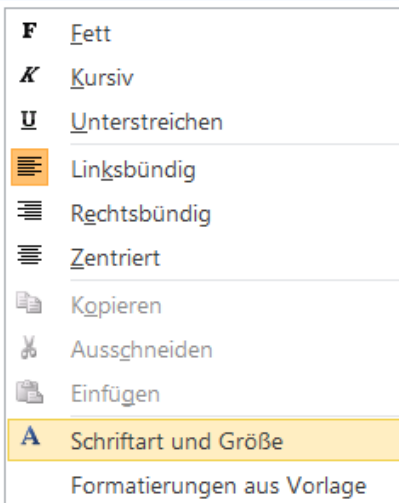 F Fett
K Kursiv
U Unterstreichen
Linksbündig
Rechtsbündig
Zentriert
Kopieren
Ausschneiden
Einfügen
A Schriftart und Größe
Formatierungen aus Vorlage